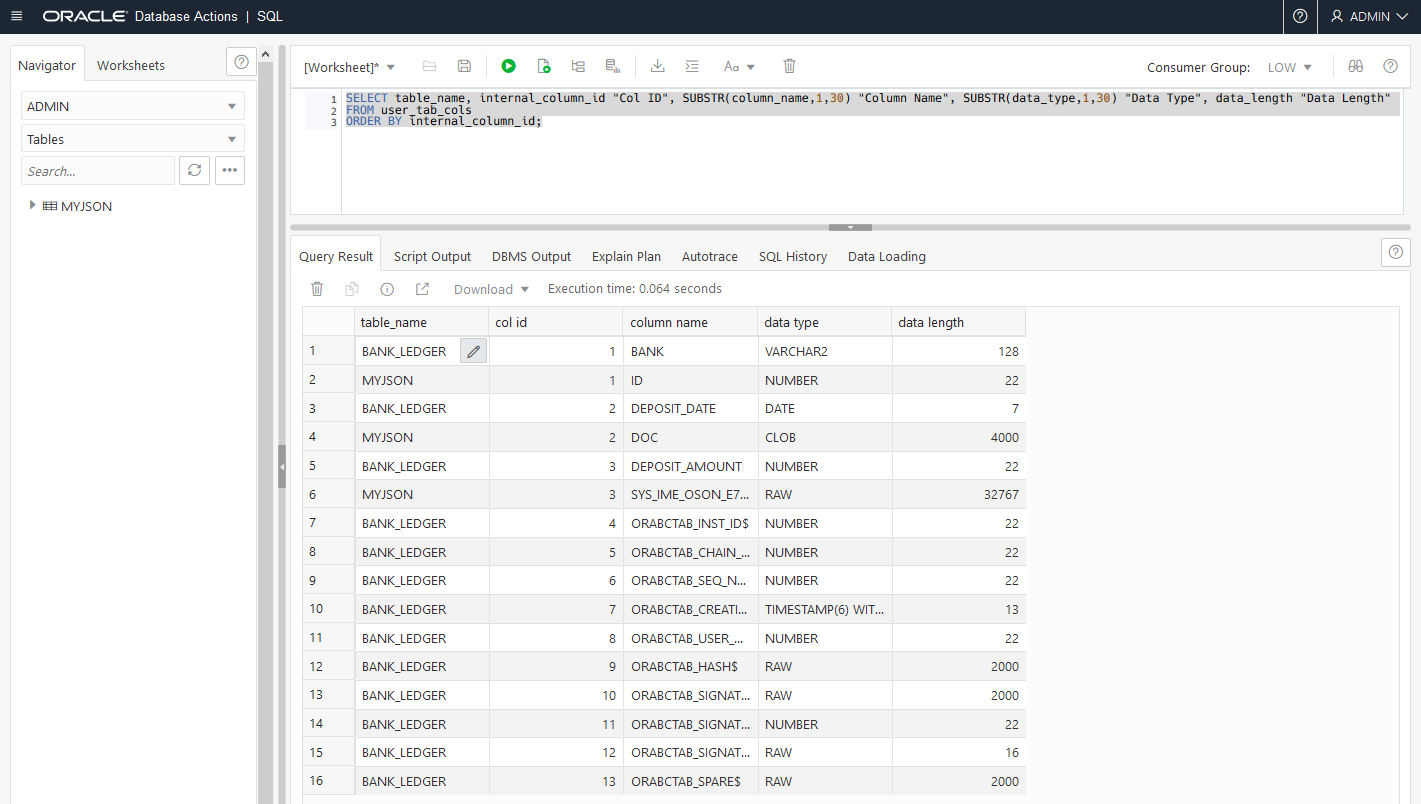 ORACLE Database Actions | SQL
ADMIN
Navigator
Worksheets
ADMIN
Tables
Search...
MYJSON
[Worksheet]*
Aa
Consumer Group: LOW
1 SELECT table_name, internal_column_id "Col ID", SUBSTR(column_name,1,30) "Column Name", SUBSTR(data_type,1,30) "Data Type", data_length "Data Length"
2 FROM user_tab_cols
3 ORDER BY internal_column_id;
Query Result Script Output DBMS Output Explain Plan Autotrace SQL History Data Loading
Download Execution time: 0.064 seconds
table_name col id column name data type data length
1 BANK_LEDGER 1 BANK VARCHAR2 128
2 MYJSON 1 ID NUMBER 22
3 BANK_LEDGER 2 DEPOSIT_DATE DATE 7
4 MYJSON 2 DOC CLOB 4000
5 BANK_LEDGER 3 DEPOSIT_AMOUNT NUMBER 22
6 MYJSON 3 SYS_IME_OSON_E7... RAW 32767
7 BANK_LEDGER 4 ORABCTAB_INST_ID$ NUMBER 22
8 BANK_LEDGER 5 ORABCTAB_CHAIN_... NUMBER 22
9 BANK_LEDGER 6 ORABCTAB_SEQ_N... NUMBER 22
10 BANK_LEDGER 7 ORABCTAB_CREATI... TIMESTAMP(6) WIT... 13
11 BANK_LEDGER 8 ORABCTAB_USER_... NUMBER 22
12 BANK_LEDGER 9 ORABCTAB_HASH$ RAW 2000
13 BANK_LEDGER 10 ORABCTAB_SIGNAT... RAW 2000
14 BANK_LEDGER 11 ORABCTAB_SIGNAT... NUMBER 22
15 BANK_LEDGER 12 ORABCTAB_SIGNAT... RAW 16
16 BANK_LEDGER 13 ORABCTAB_SPARE$ RAW 2000